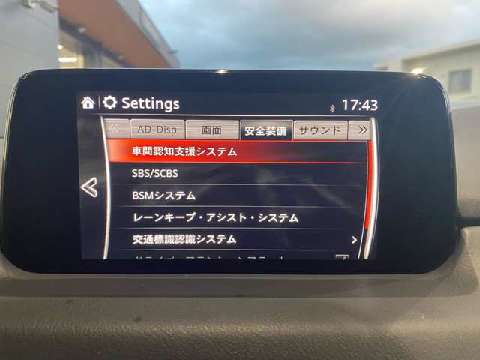 Settings
17:43
AD-Disp 画面 安全装備 サウンド
車間認知支援システム
SBS/SCBS
BSMシステム
レーンキープ・アシスト・システム
交通標識認識システム